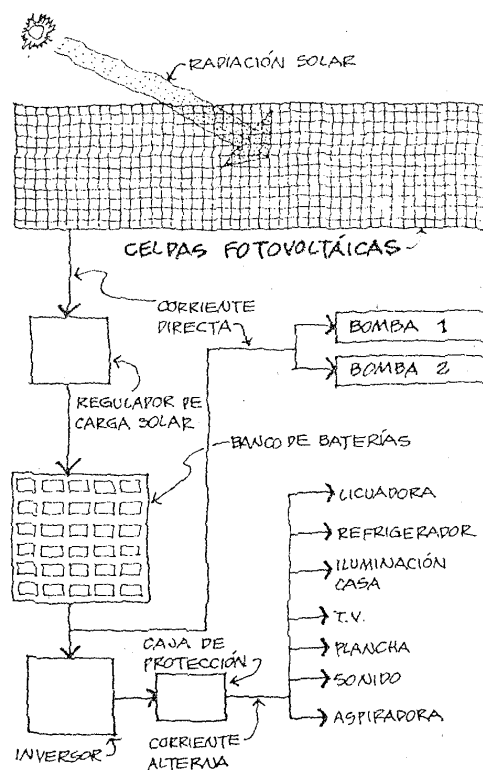 RADIACIÓN SOLAR
CELDAS FOTOVOLTÁICAS
CORRIENTE
DIRECTA
BOMBA 1
BOMBA 2
REGULADOR DE
CARGA SOLAR
BANCO DE BATERÍAS
LICUADORA
REFRIGERADOR
ILUMINACIÓN
CASA
T.V.
PLANCHA
SONIDO
ASPIRADORA
CAJA DE
PROTECCIÓN
INVERSOR
CORRIENTE
ALTERNA